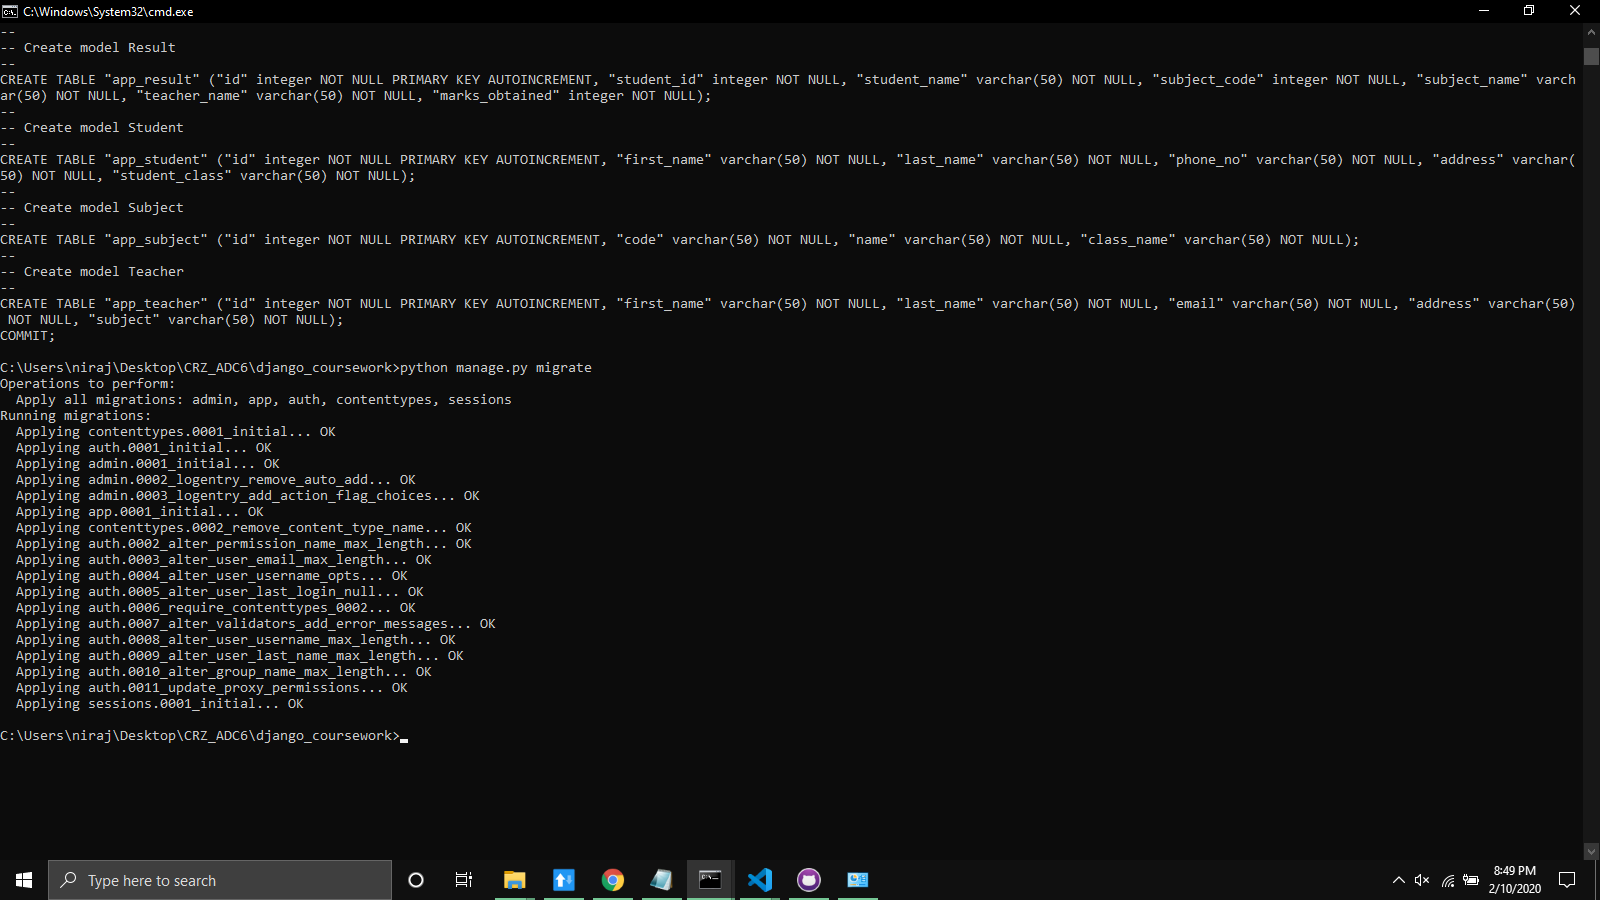 C:\Windows\System32\cmd.exe
--
-- Create model Result
--
CREATE TABLE "app_result" ("id" integer NOT NULL PRIMARY KEY AUTOINCREMENT, "student_id" integer NOT NULL, "student_name" varchar(50) NOT NULL, "subject_code" integer NOT NULL, "subject_name" varch
ar(50) NOT NULL, "teacher_name" varchar(50) NOT NULL, "marks_obtained" integer NOT NULL);
--
-- Create model Student
--
CREATE TABLE "app_student" ("id" integer NOT NULL PRIMARY KEY AUTOINCREMENT, "first_name" varchar(50) NOT NULL, "last_name" varchar(50) NOT NULL, "phone_no" varchar(50) NOT NULL, "address" varchar(
50) NOT NULL, "student_class" varchar(50) NOT NULL);
--
-- Create model Subject
--
CREATE TABLE "app_subject" ("id" integer NOT NULL PRIMARY KEY AUTOINCREMENT, "code" varchar(50) NOT NULL, "name" varchar(50) NOT NULL, "class_name" varchar(50) NOT NULL);
--
-- Create model Teacher
--
CREATE TABLE "app_teacher" ("id" integer NOT NULL PRIMARY KEY AUTOINCREMENT, "first_name" varchar(50) NOT NULL, "last_name" varchar(50) NOT NULL, "email" varchar(50) NOT NULL, "address" varchar(50)
 NOT NULL, "subject" varchar(50) NOT NULL);
COMMIT;
C:\Users\niraj\Desktop\CRZ_ADC6\django_coursework>python manage.py migrate
Operations to perform:
  Apply all migrations: admin, app, auth, contenttypes, sessions
Running migrations:
  Applying contenttypes.0001_initial... OK
  Applying auth.0001_initial... OK
  Applying admin.0001_initial... OK
  Applying admin.0002_logentry_remove_auto_add... OK
  Applying admin.0003_logentry_add_action_flag_choices... OK
  Applying app.0001_initial... OK
  Applying contenttypes.0002_remove_content_type_name... OK
  Applying auth.0002_alter_permission_name_max_length... OK
  Applying auth.0003_alter_user_email_max_length... OK
  Applying auth.0004_alter_user_username_opts... OK
  Applying auth.0005_alter_user_last_login_null... OK
  Applying auth.0006_require_contenttypes_0002... OK
  Applying auth.0007_alter_validators_add_error_messages... OK
  Applying auth.0008_alter_user_username_max_length... OK
  Applying auth.0009_alter_user_last_name_max_length... OK
  Applying auth.0010_alter_group_name_max_length... OK
  Applying auth.0011_update_proxy_permissions... OK
  Applying sessions.0001_initial... OK
C:\Users\niraj\Desktop\CRZ_ADC6\django_coursework>
Type here to search
8:49 PM
2/10/2020